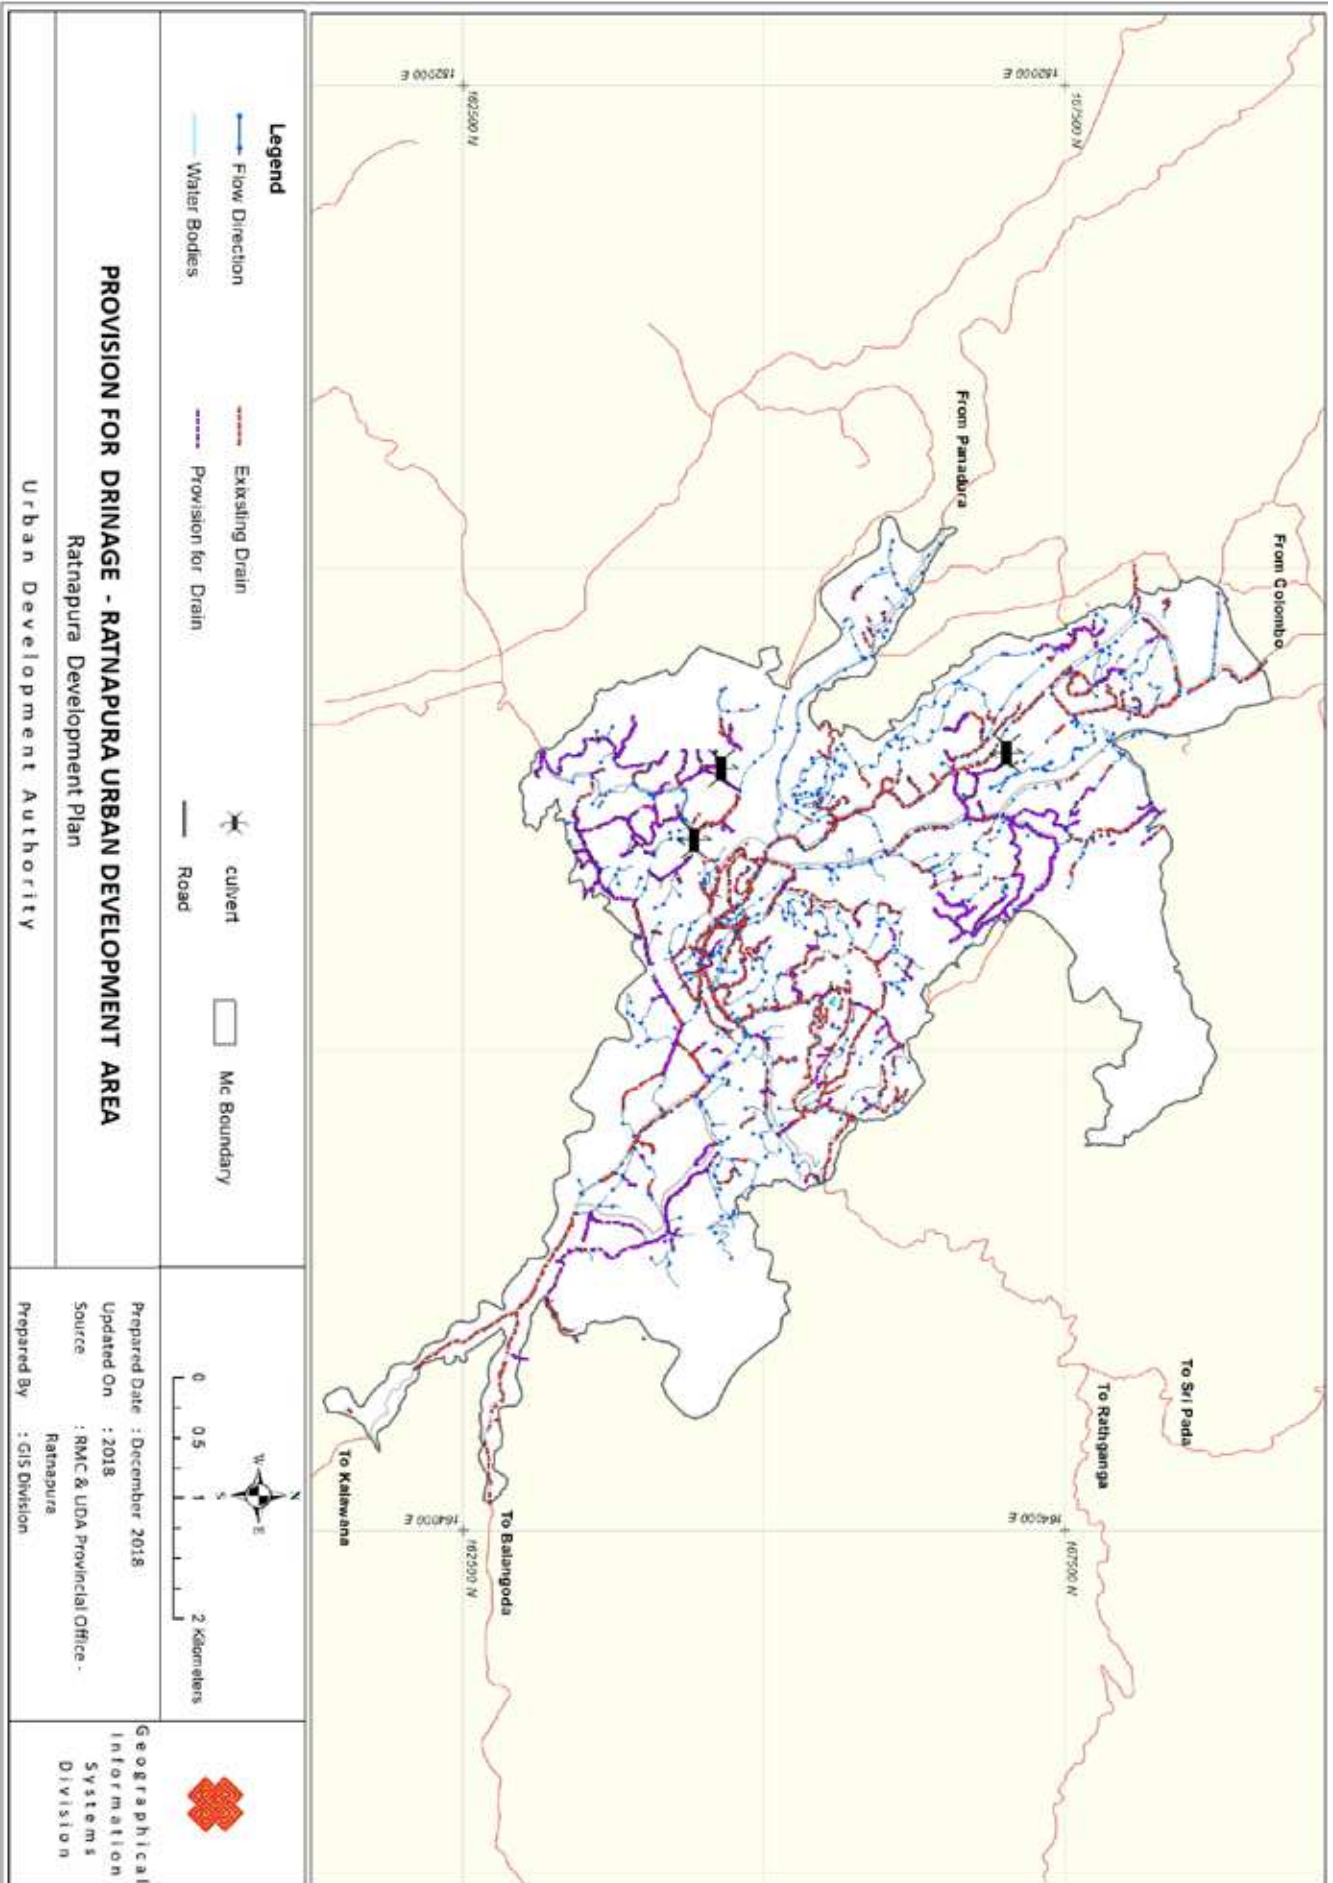 182000 E
162500 N
182000 E
167500 N
From Colombo
From Panadura
To Sri Pada
To Rathganga
To Balangoda
To Kalawana
162500 N
167500 N
Legend
Flow Direction
Exixsting Drain
culvert
Mc Boundary
Water Bodies
Provision for Drain
Road
PROVISION FOR DRINAGE - RATNAPURA URBAN DEVELOPMENT AREA
Ratnapura Development Plan
Urban Development Authority
N
W
E
S
0 0.5 1 2 Kilometers
Prepared Date : December 2018
Updated On : 2018
Source : RMC & UDA Provincial Office -
Ratnapura
Prepared By : GIS Division
Geographical
Information
Systems
Division